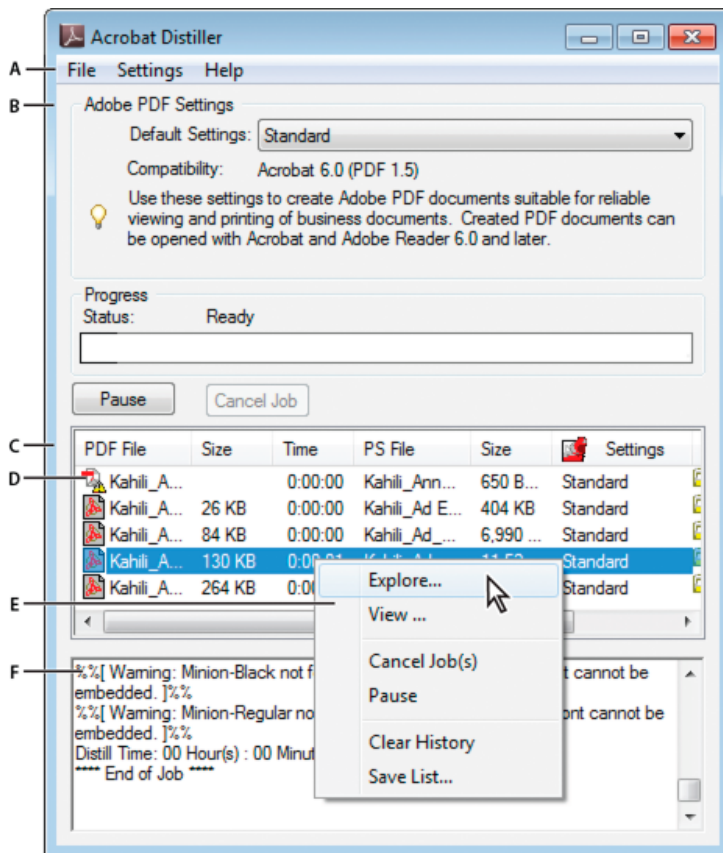 Acrobat Distiller
A File Settings Help
B Adobe PDF Settings
Default Settings: Standard
Compatibility: Acrobat 6.0 (PDF 1.5)
Use these settings to create Adobe PDF documents suitable for reliable
viewing and printing of business documents. Created PDF documents can
be opened with Acrobat and Adobe Reader 6.0 and later.
Progress
Status: Ready
Pause Cancel Job
C PDF File Size Time PS File Size Settings
D Kahili_A... 0:00:00 Kahili_Ann... 650 B... Standard
Kahili_A... 26 KB 0:00:00 Kahili_Ad E... 404 KB Standard
Kahili_A... 84 KB 0:00:00 Kahili_Ad_... 6,990 ... Standard
Kahili_A... 130 KB Standard
Kahili_A... 264 KB Standard
E Explore...
View ...
Cancel Job(s)
Pause
Clear History
Save List...
F %%[ Warning: Minion-Black not f t cannot be
embedded. ]%%
%%[ Warning: Minion-Regular no ont cannot be
embedded. ]%%
Distill Time: 00 Hour(s) : 00 Minut
**** End of Job ****